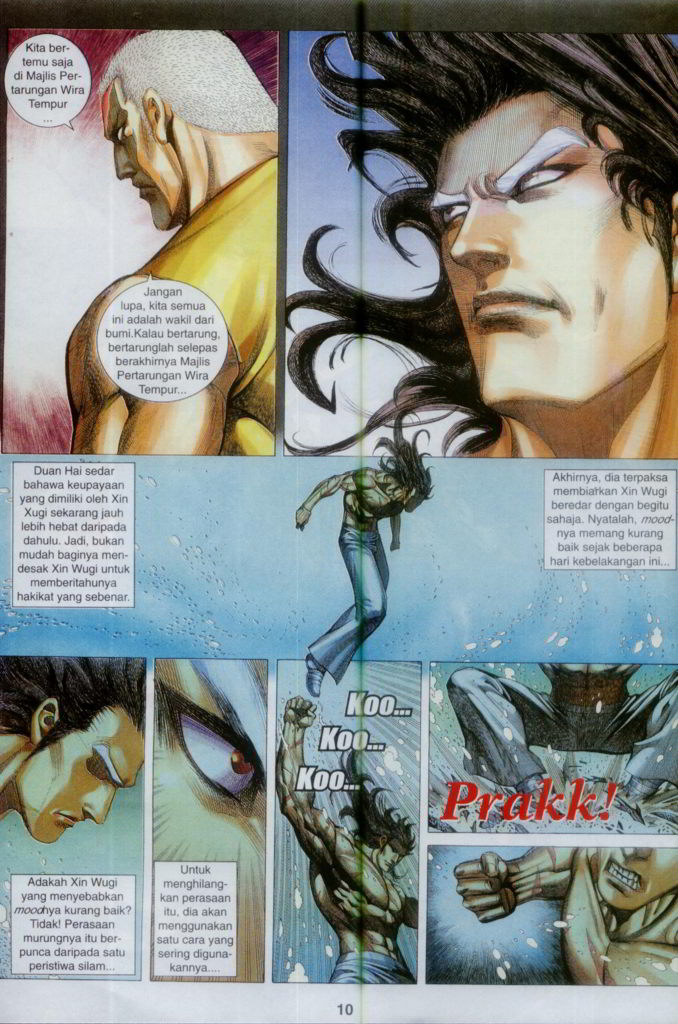 Kita ber-
temu saja
di Majlis Per-
tarungan Wira
Tempur
...
Jangan
lupa, kita semua
ini adalah wakil dari
bumi.Kalau bertarung,
bertarunglah selepas
berakhirnya Majlis
Pertarungan Wira
Tempur...
Duan Hai sedar
bahawa keupayaan
yang dimiliki oleh Xin
Xugi sekarang jauh
lebih hebat daripada
dahulu. Jadi, bukan
mudah baginya men-
desak Xin Wugi untuk
memberitahunya
hakikat yang sebenar.
Akhirnya, dia terpaksa
membiarkan Xin Wugi
beredar dengan begitu
sahaja. Nyatalah, mood-
nya memang kurang
baik sejak beberapa
hari kebelakangan ini...
Adakah Xin Wugi
yang menyebabkan
moodnya kurang baik?
Tidak! Perasaan
murungnya itu ber-
punca daripada satu
peristiwa silam...
Untuk
menghilang-
kan perasaan
itu, dia akan
menggunakan
satu cara yang
sering diguna-
kannya....
Koo...
Koo...
Koo...
Prakk!
10